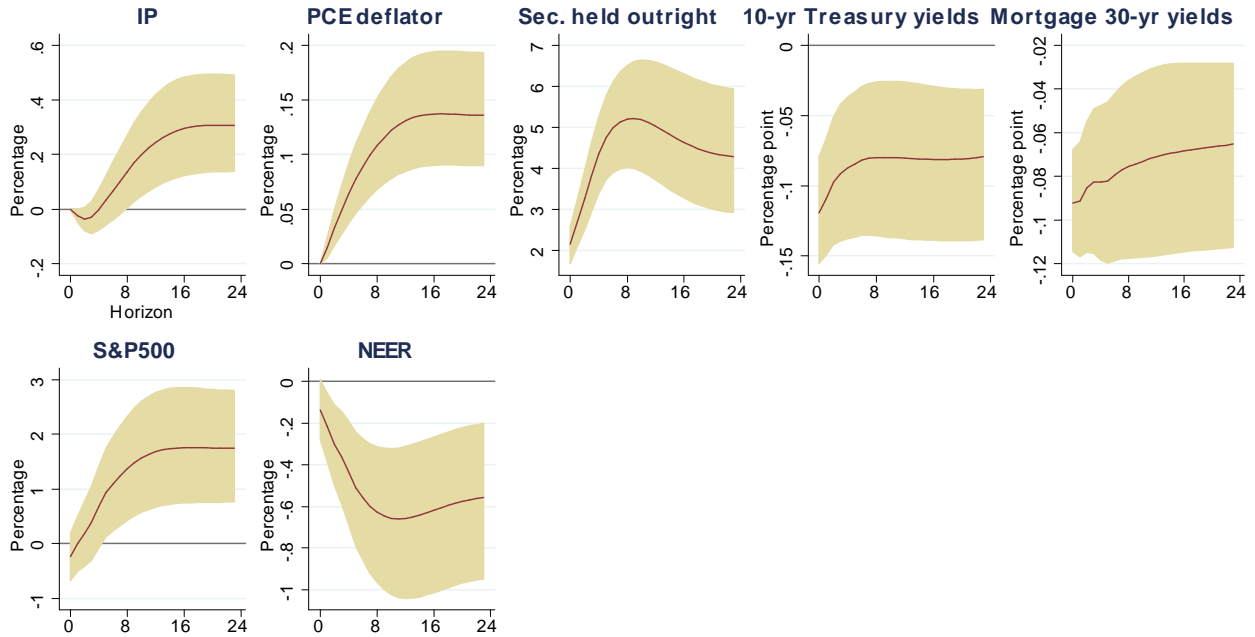 IP
PCE deflator
Sec. held outright
10-yr Treasury yields
Mortgage 30-yr yields
Percentage
.6
.4
.2
0
-.2
0 8 16 24
Horizon
Percentage
.2
.15
.1
.05
0
0 8 16 24
Percentage
7
6
5
4
3
2
0 8 16 24
Percentage point
0
-.05
-.1
-.15
0 8 16 24
Percentage point
-.02
-.04
-.06
-.08
-.1
-.12
0 8 16 24
S&P500
NEER
Percentage
3
2
1
0
-1
0 8 16 24
Percentage
0
-.2
-.4
-.6
-.8
-1
0 8 16 24